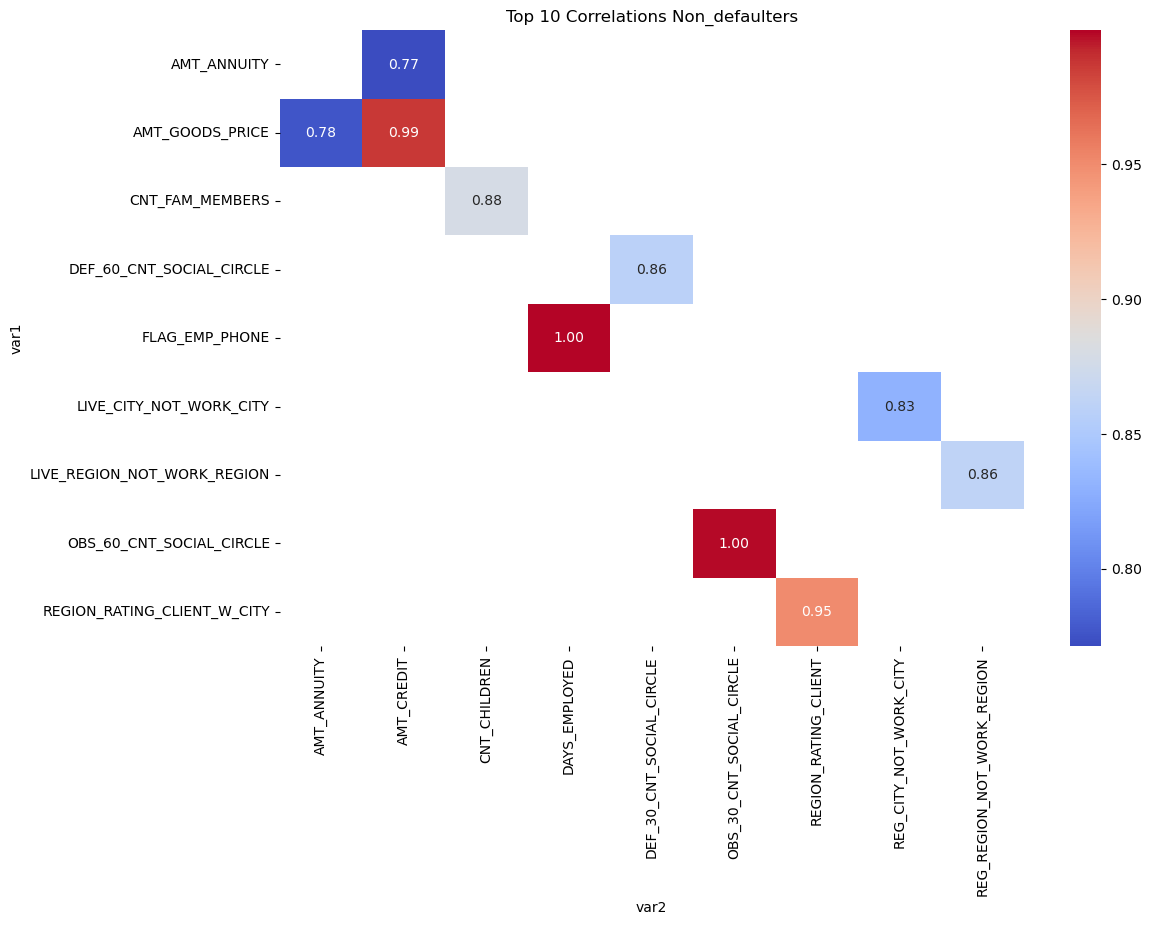 Top 10 Correlations Non_defaulters
AMT_ANNUITY
0.77
AMT_GOODS_PRICE
0.78
0.99
CNT_FAM_MEMBERS
0.88
DEF_60_CNT_SOCIAL_CIRCLE
0.86
FLAG_EMP_PHONE
1.00
LIVE_CITY_NOT_WORK_CITY
0.83
LIVE_REGION_NOT_WORK_REGION
0.86
OBS_60_CNT_SOCIAL_CIRCLE
1.00
REGION_RATING_CLIENT_W_CITY
0.95
var1
AMT_ANNUITY
AMT_CREDIT
CNT_CHILDREN
DAYS_EMPLOYED
DEF_30_CNT_SOCIAL_CIRCLE
OBS_30_CNT_SOCIAL_CIRCLE
REGION_RATING_CLIENT
REG_CITY_NOT_WORK_CITY
REG_REGION_NOT_WORK_REGION
var2
0.95
0.90
0.85
0.80